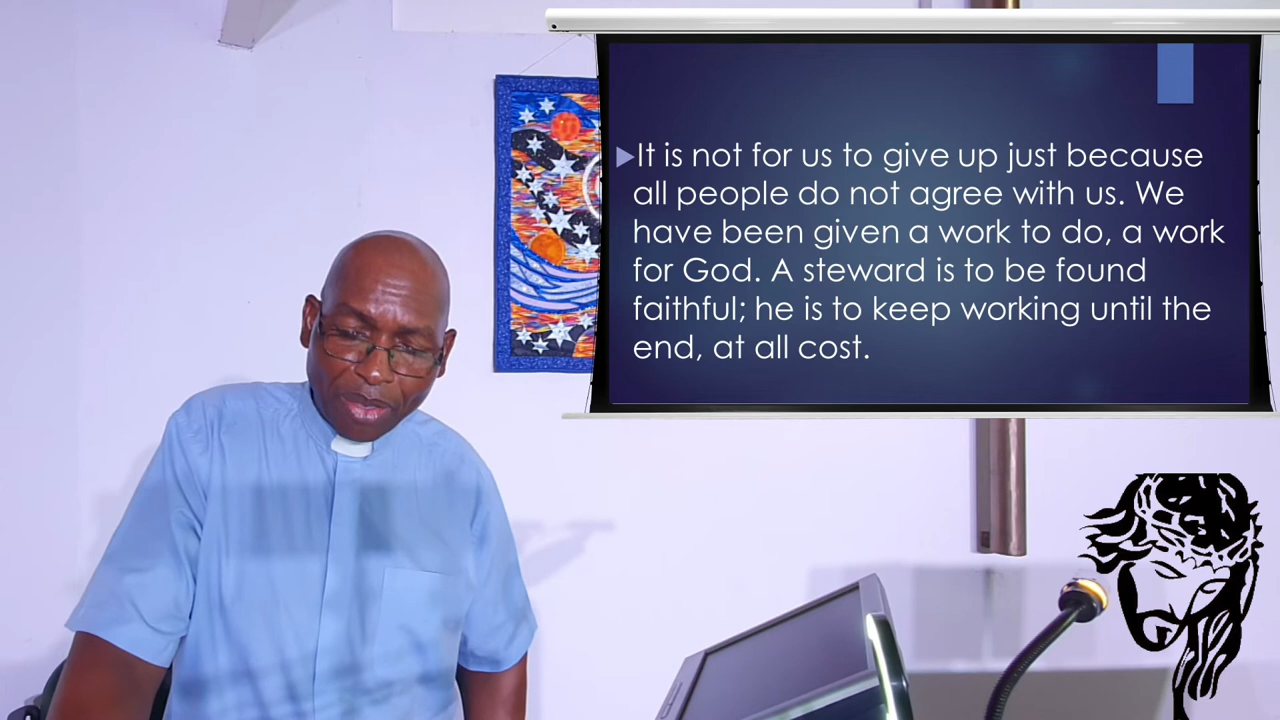 It is not for us to give up just because
all people do not agree with us. We
have been given a work to do, a work
for God. A steward is to be found
faithful; he is to keep working until the
end, at all cost.